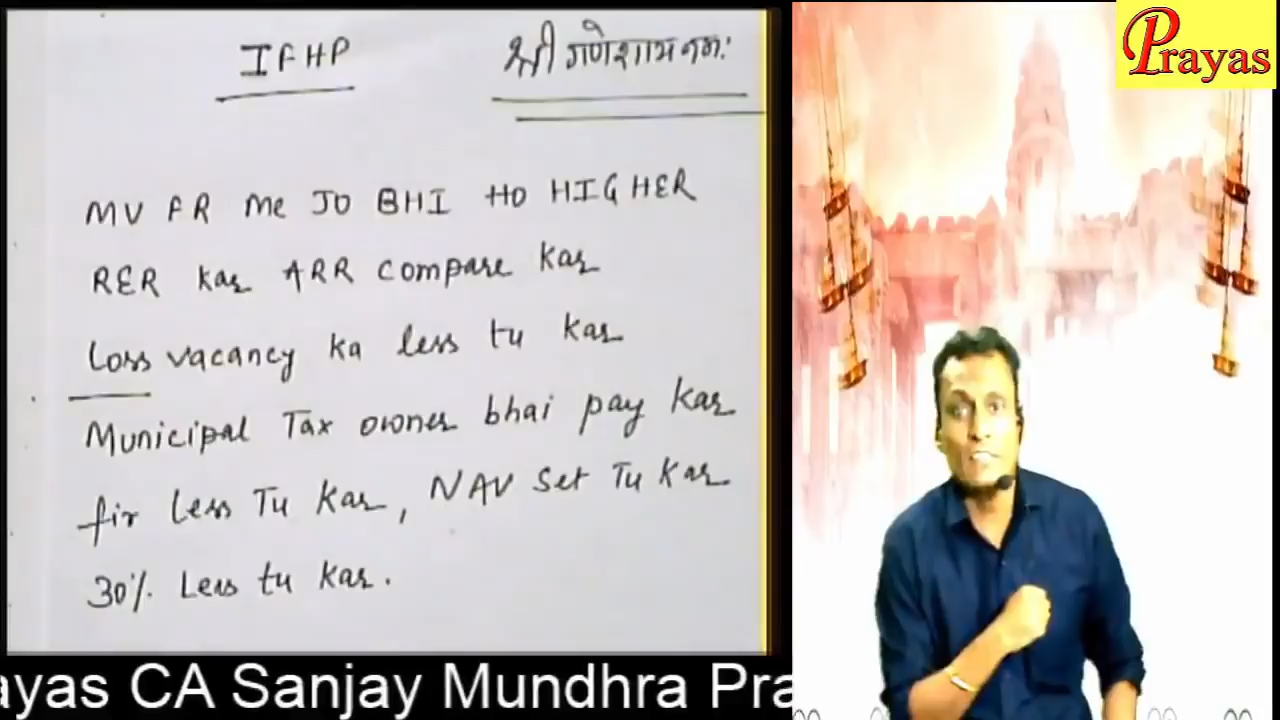 IFHP
श्री गणेशाय नमः
MV FR Me JO BHI HO HIGHER
RER Kar ARR Compare Kar
Loss vacancy ka less tu kar
Municipal Tax owner bhai pay Kar
fir Less Tu Kar, NAV Set Tu Kar
30% Less tu Kar.
Prayas
ayas CA Sanjay Mundhra Pra